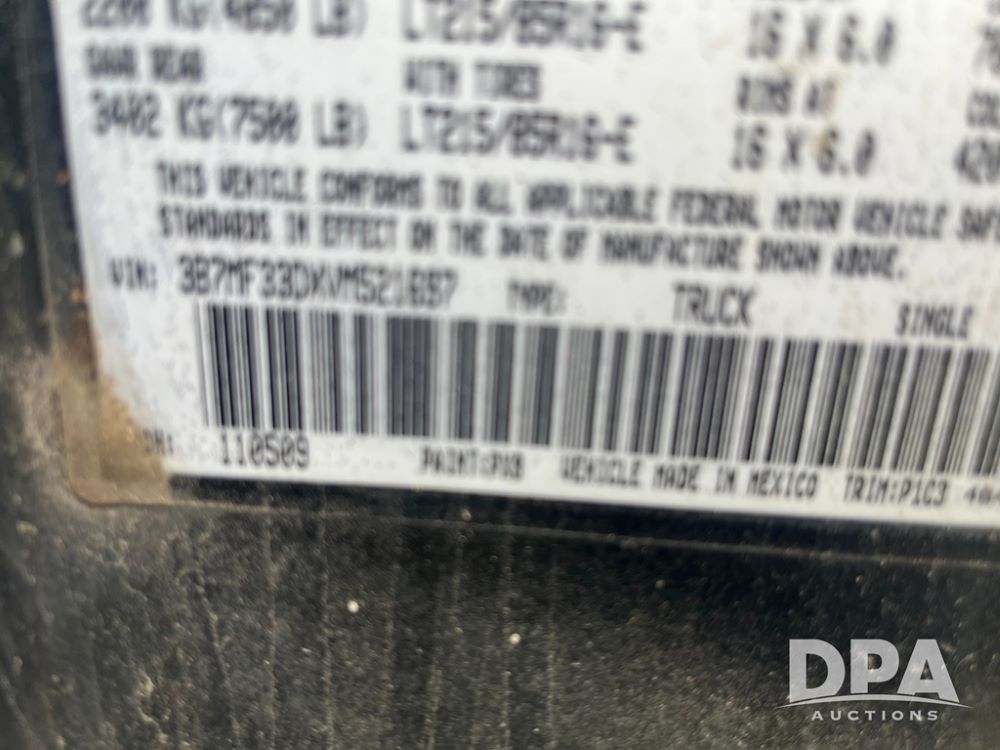 2200 KG(4850 LB) LT215/85R16-E 16 X 6.0
GAWR REAR WITH TIRES RIMS AT
3402 KG(7500 LB) LT215/85R16-E 16 X 6.0 420
THIS VEHICLE CONFORMS TO ALL APPLICABLE FEDERAL MOTOR VEHICLE SAF
STANDARDS IN EFFECT ON THE DATE OF MANUFACTURE SHOWN ABOVE.
VIN: 3B7MF33DXVM521657 TYPE: TRUCK SINGLE
110509 PAINT:PX8 VEHICLE MADE IN MEXICO TRIM:P1C3
DPA
AUCTIONS